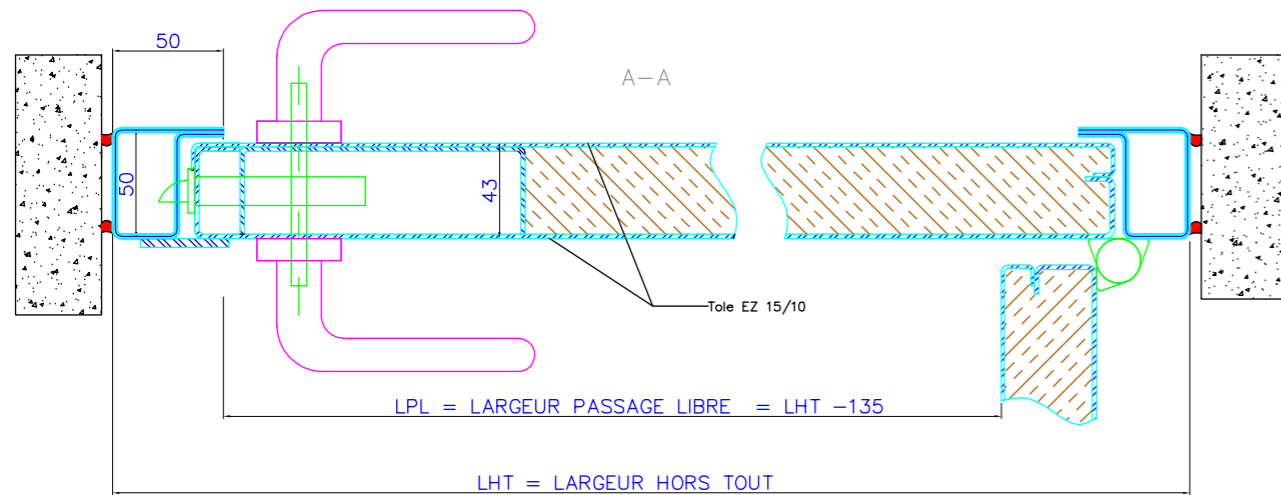 50
A-A
50
43
Tole EZ 15/10
LPL = LARGEUR PASSAGE LIBRE = LHT -135
LHT = LARGEUR HORS TOUT